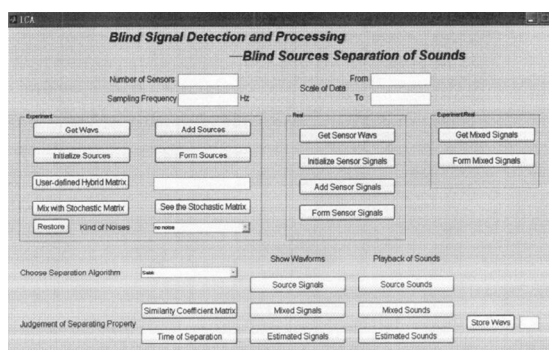 ICA
Blind Signal Detection and Processing
—Blind Sources Separation of Sounds
Number of Sensors
Sampling Frequency Hz
Scale of Data
From
To
Experiment
Get Wavs Add Sources
Initialize Sources Form Sources
User-defined Hybrid Matrix
Mix with Stochastic Matrix See the Stochastic Matrix
Restore Kind of Noises no noise
Real
Get Sensor Wavs
Initialize Sensor Signals
Add Sensor Signals
Form Sensor Signals
Experiment/Real
Get Mixed Signals
Form Mixed Signals
Show Waveforms Playback of Sounds
Choose Separation Algorithm
Source Signals Source Sounds
Similarity Coefficient Matrix Mixed Signals Mixed Sounds
Judgement of Separating Property
Store Wavs
Time of Separation Estimated Signals Estimated Sounds